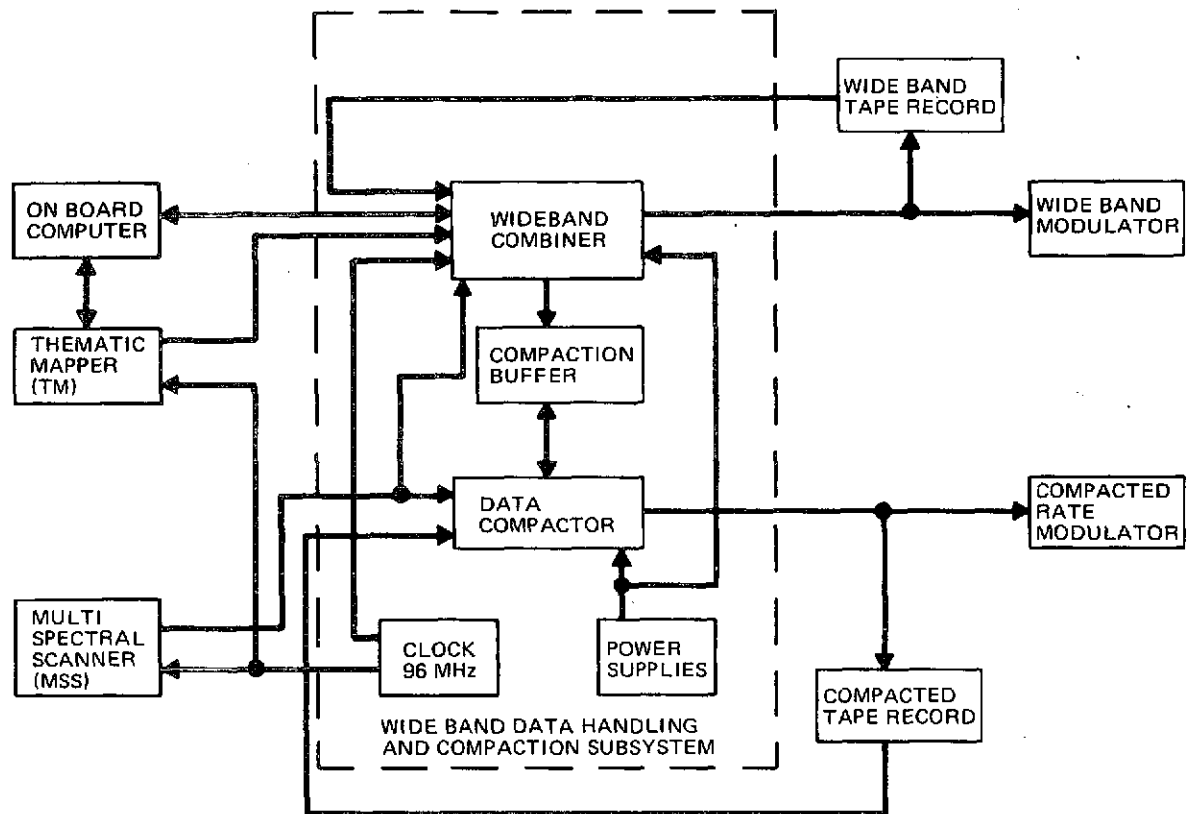 WIDE BAND
TAPE RECORD
ON BOARD
COMPUTER
WIDEBAND
COMBINER
WIDE BAND
MODULATOR
THEMATIC
MAPPER
(TM)
COMPACTION
BUFFER
DATA
COMPACTOR
COMPACTED
RATE
MODULATOR
MULTI
SPECTRAL
SCANNER
(MSS)
CLOCK
96 MHz
POWER
SUPPLIES
COMPACTED
TAPE RECORD
WIDE BAND DATA HANDLING
AND COMPACTION SUBSYSTEM